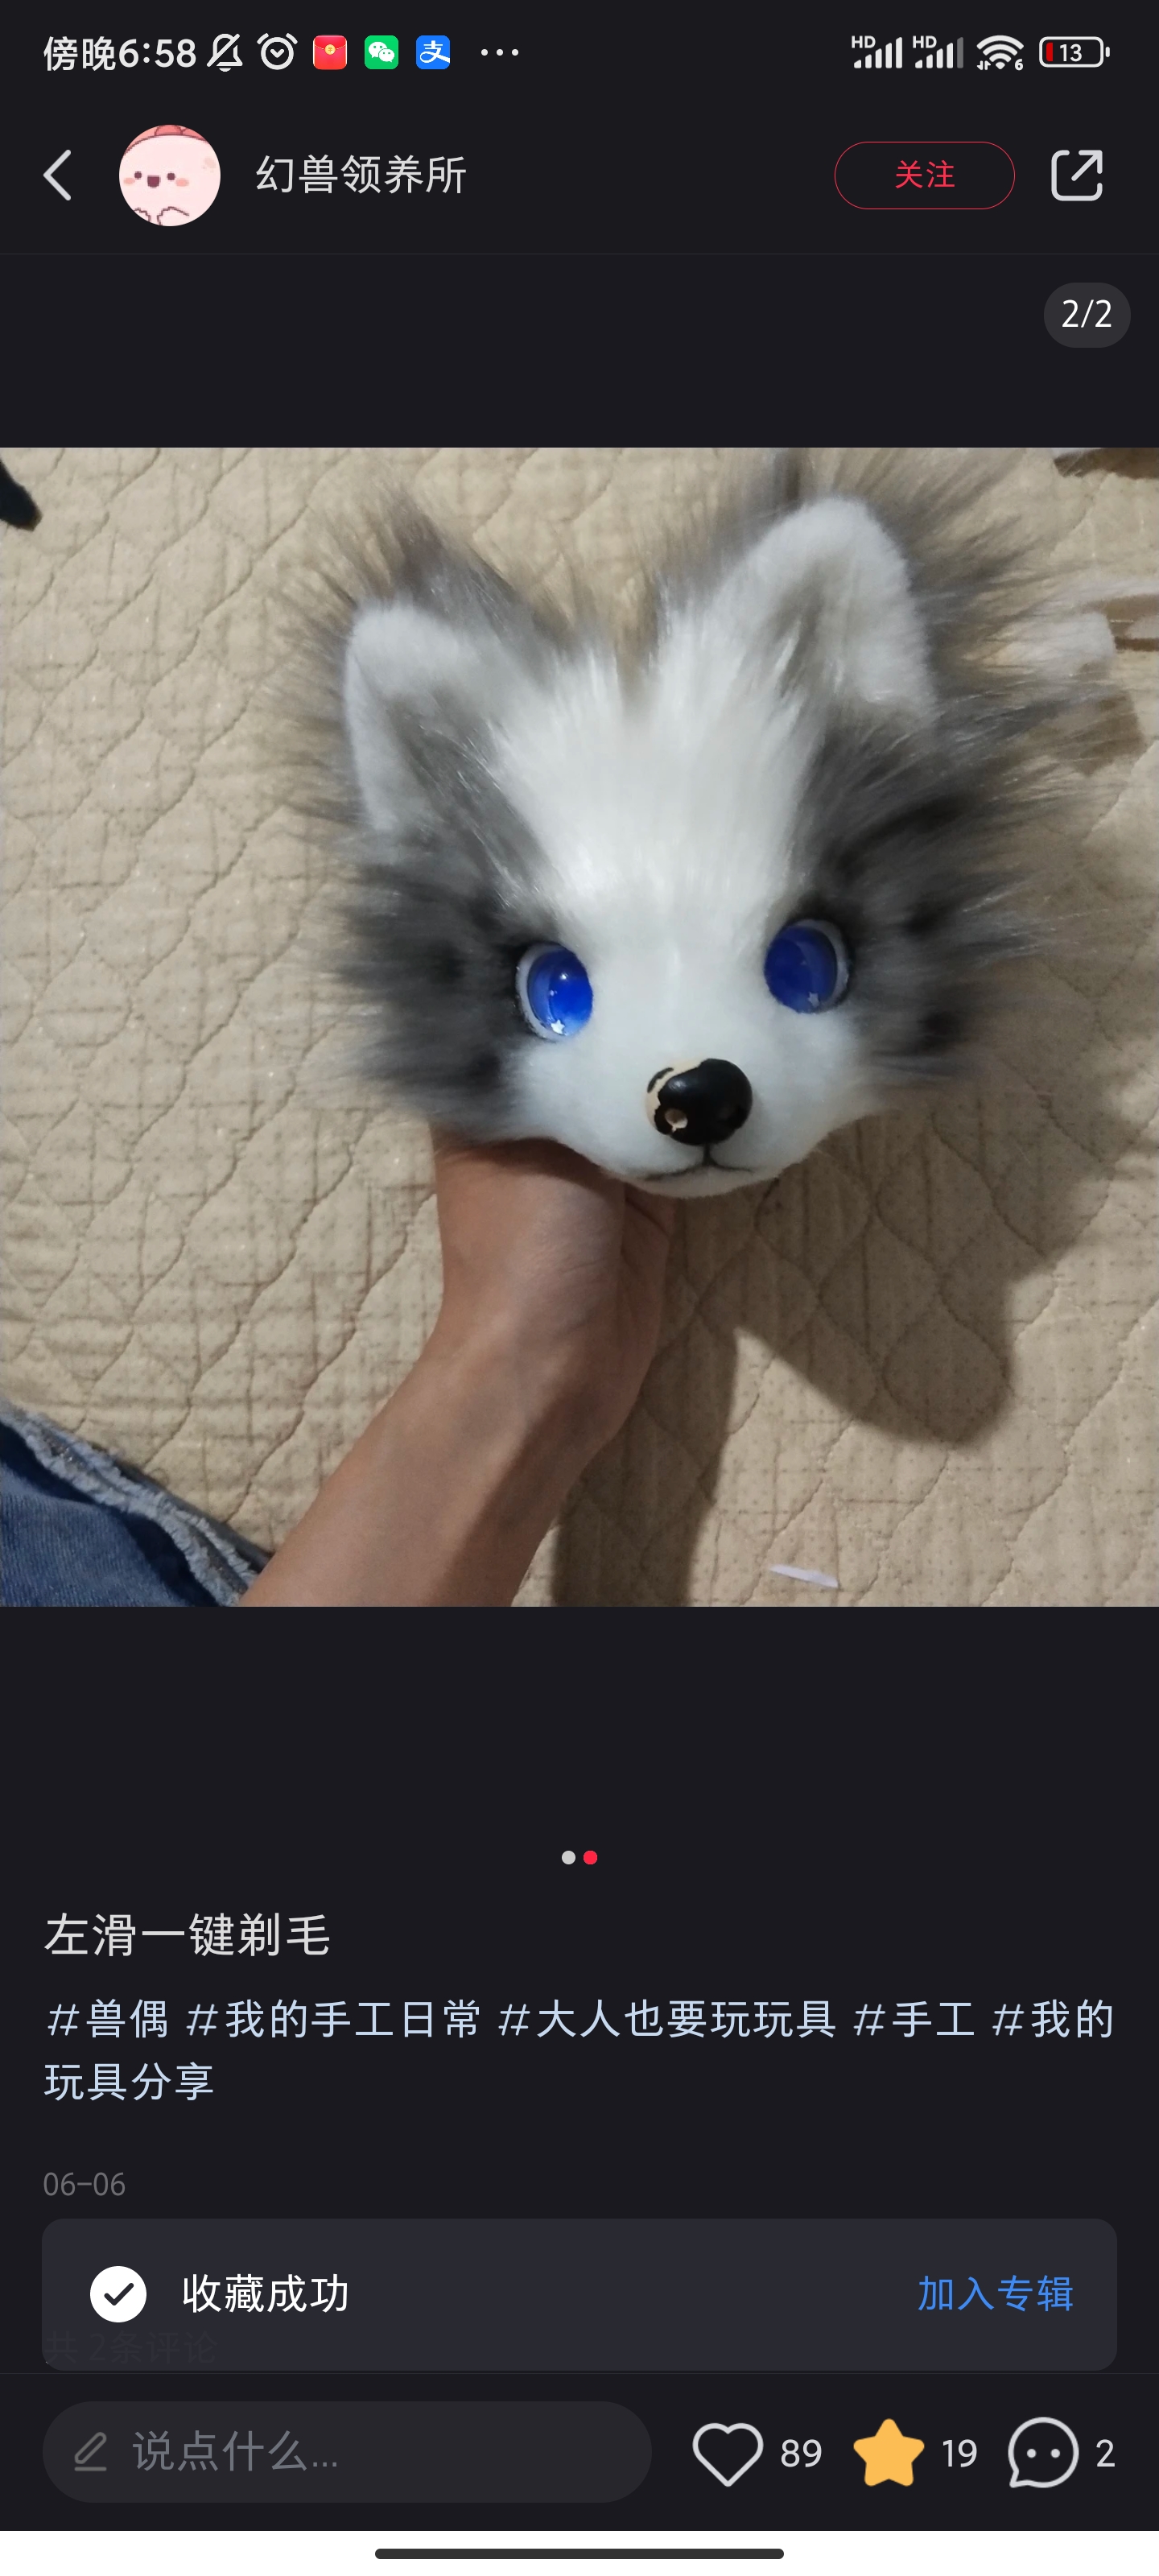 傍晚6:58
HD HD 6 13
幻兽领养所
关注
2/2
左滑一键剃毛
#兽偶 #我的手工日常 #大人也要玩玩具 #手工 #我的
玩具分享
06-06
收藏成功
加入专辑
共 2条评论
说点什么...
89
19
2